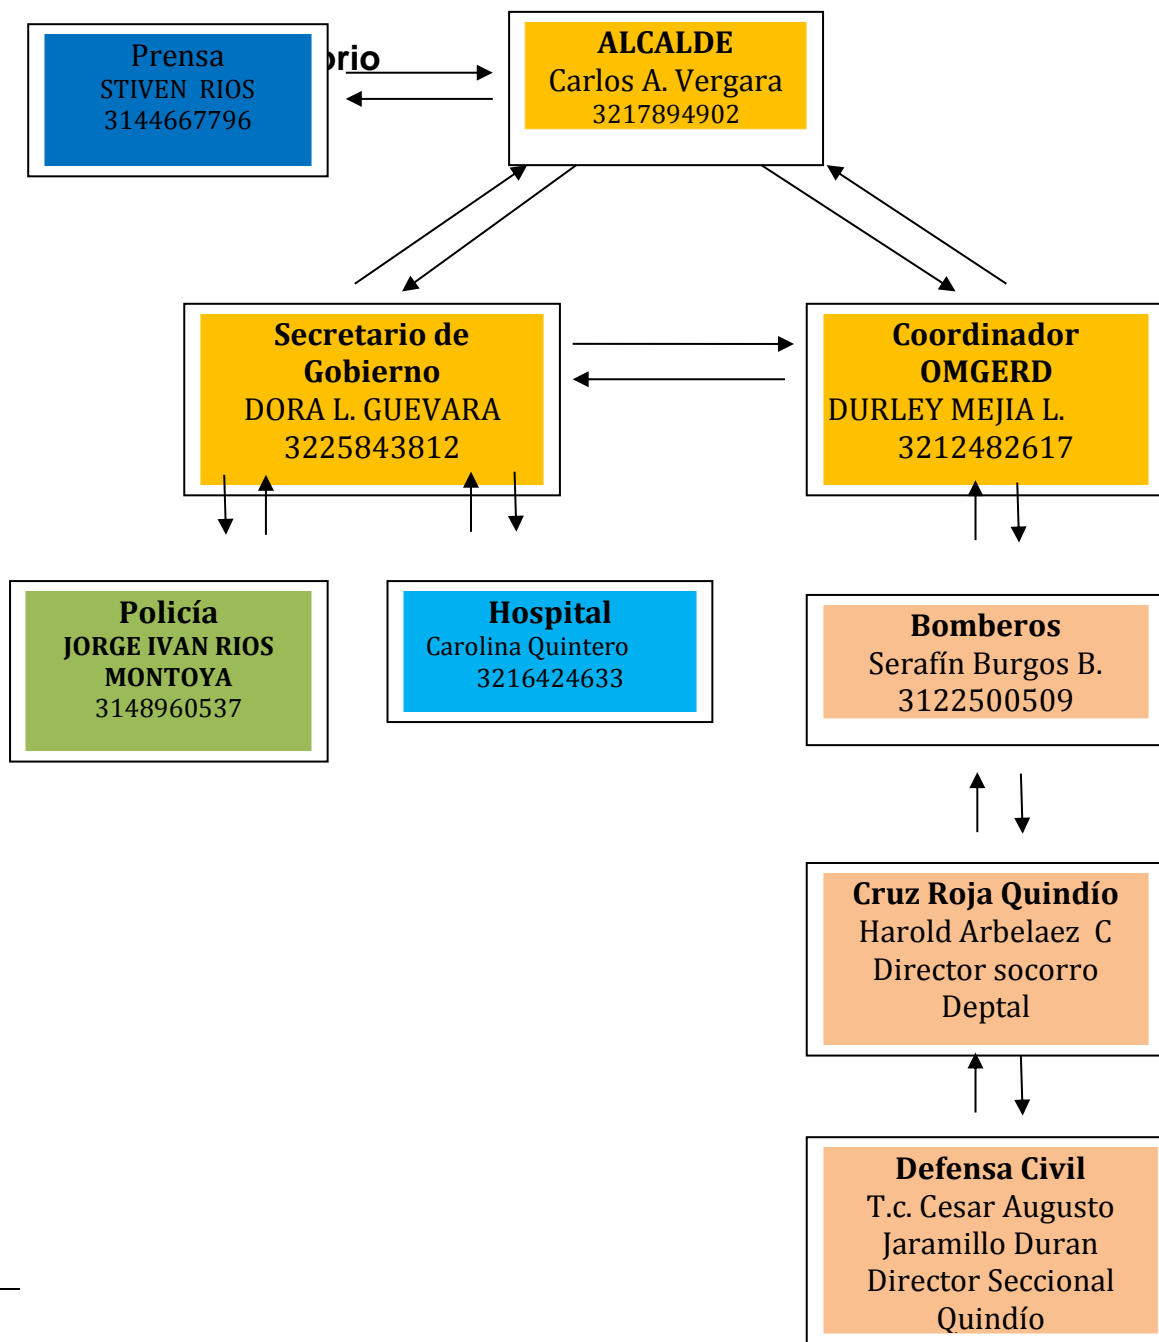 Prensa
STIVEN RIOS
3144667796
ALCALDE
Carlos A. Vergara
3217894902
Secretario de
Gobierno
DORA L. GUEVARA
3225843812
Coordinador
OMGERD
DURLEY MEJIA L.
3212482617
Policía
JORGE IVAN RIOS
MONTOYA
3148960537
Hospital
Carolina Quintero
3216424633
Bomberos
Serafín Burgos B.
3122500509
Cruz Roja Quindío
Harold Arbelaez C
Director socorro
Deptal
Defensa Civil
T.c. Cesar Augusto
Jaramillo Duran
Director Seccional
Quindío